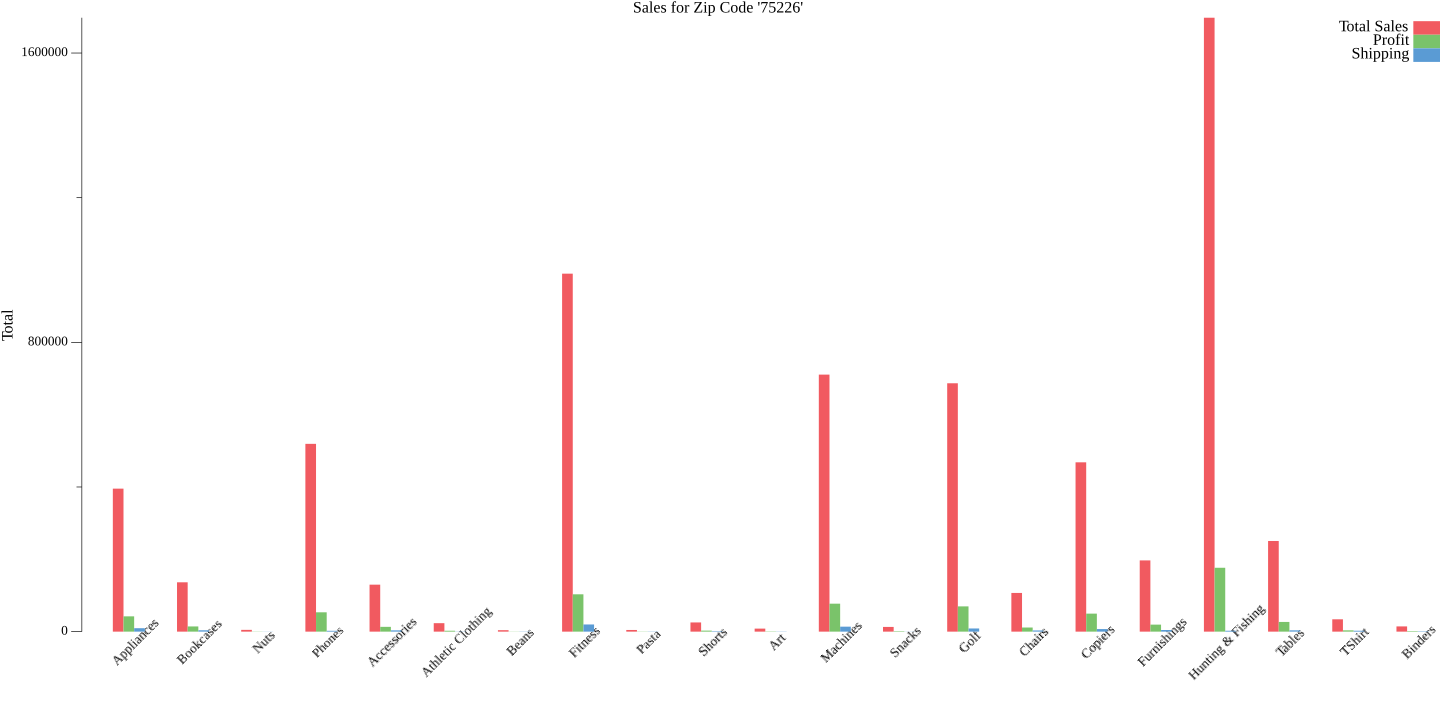 Sales for Zip Code '75226'
Total Sales
Profit
Shipping
1600000
800000
0
Total
Appliances
Bookcases
Nuts
Phones
Accessories
Athletic Clothing
Beans
Fitness
Pasta
Shorts
Art
Machines
Snacks
Golf
Chairs
Copiers
Furnishings
Hunting & Fishing
Tables
TShirt
Binders